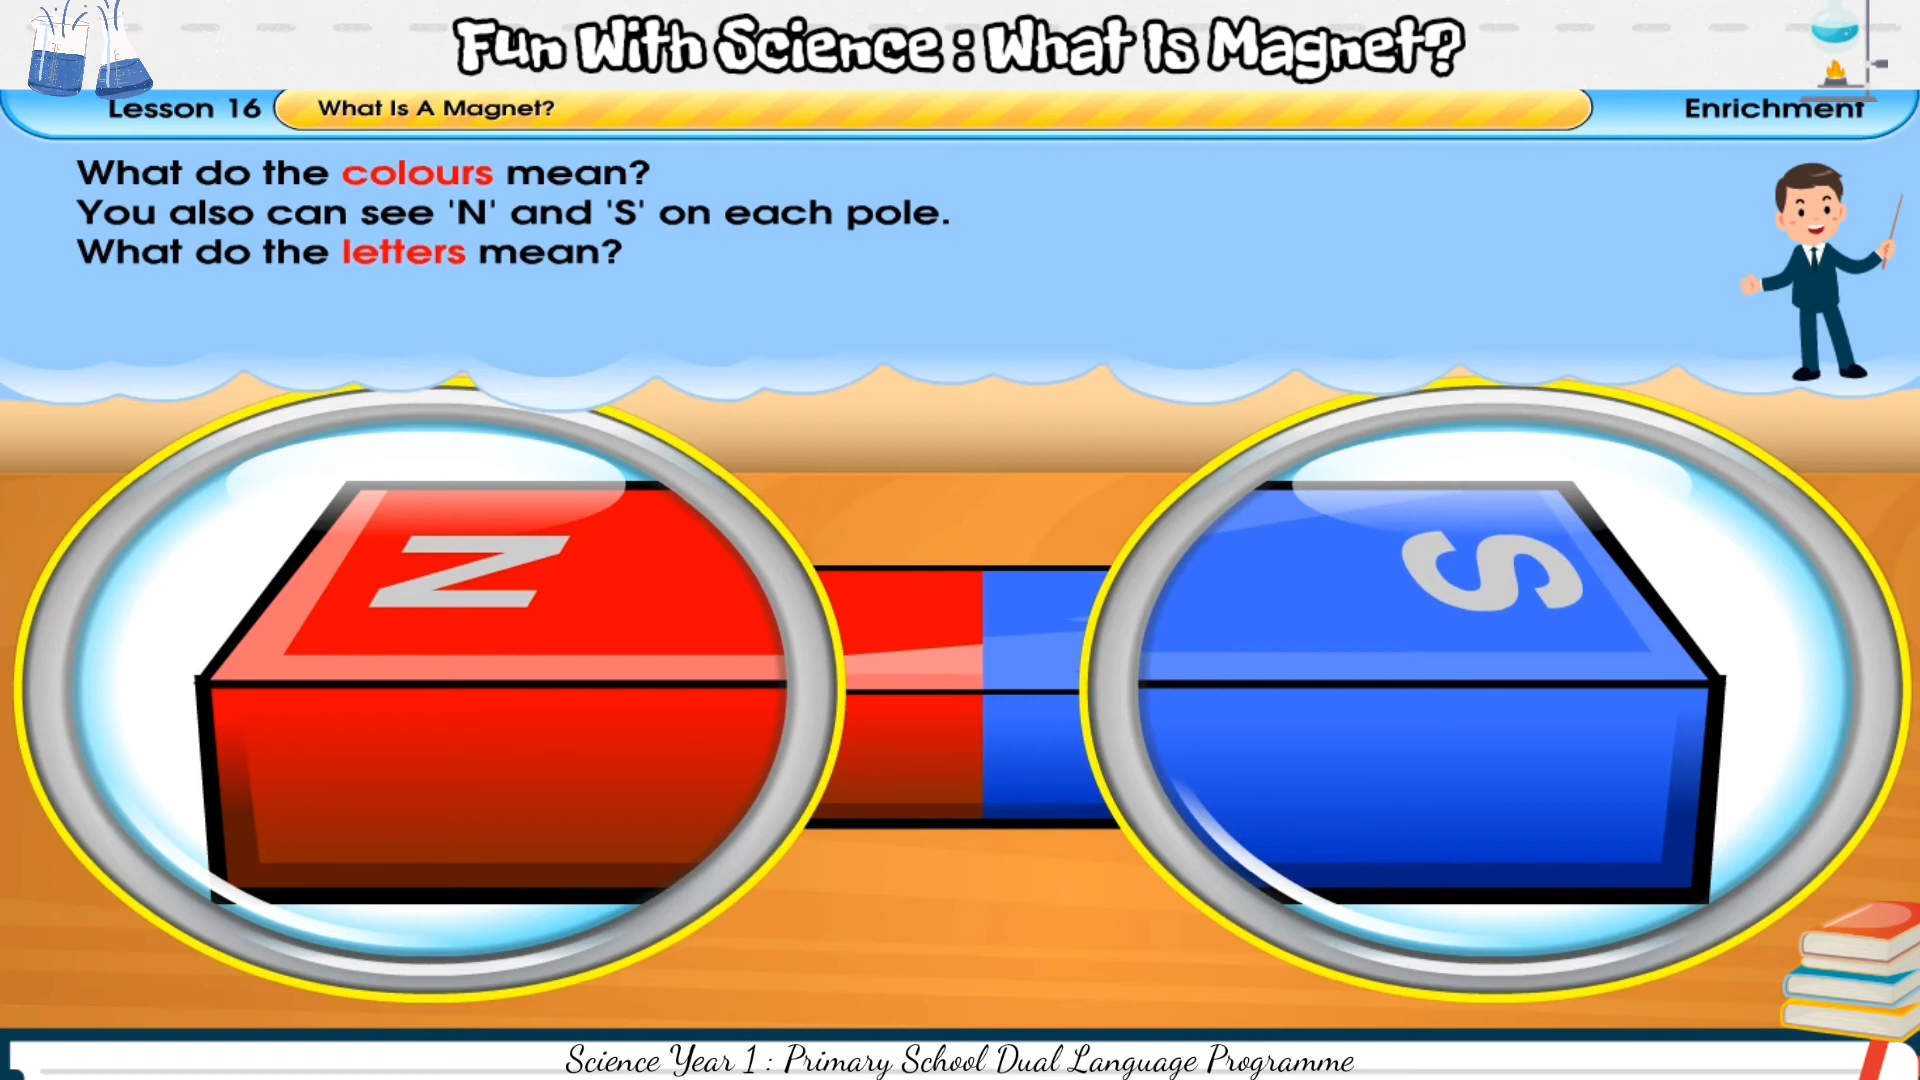 Fun With Science : What Is Magnet?
Lesson 16
What Is A Magnet?
Enrichment
What do the colours mean?
You also can see 'N' and 'S' on each pole.
What do the letters mean?
N
S
Science Year 1 : Primary School Dual Language Programme